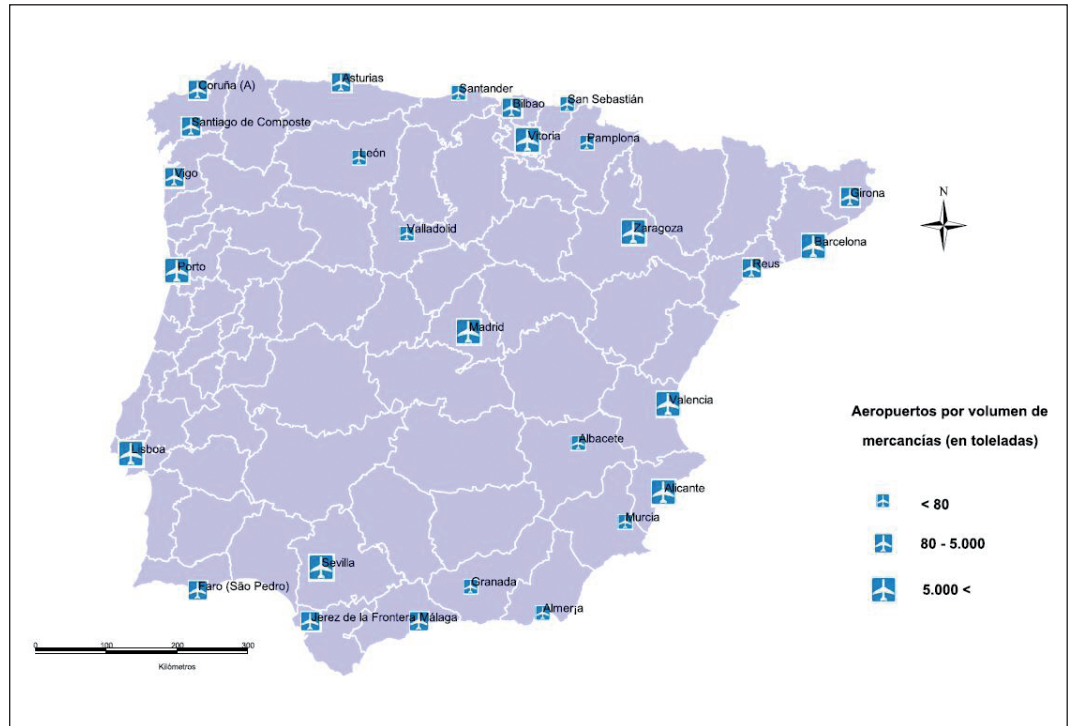 Coruña (A)
Asturias
Santander
San Sebastián
Bilbao
Santiago de Composte
Vitoria
Pamplona
León
Vigo
Girona
N
Valladolid
Zaragoza
Barcelona
Porto
Reus
Madrid
Valencia
Albacete
Lisboa
Alicante
Murcia
Sevilla
Faro (São Pedro)
Granada
Almer¡a
Jerez de la Frontera
Málaga
Aeropuertos por volumen de
mercancías (en toleladas)
< 80
80 - 5.000
5.000 <
0 100 200 300
Kilómetros